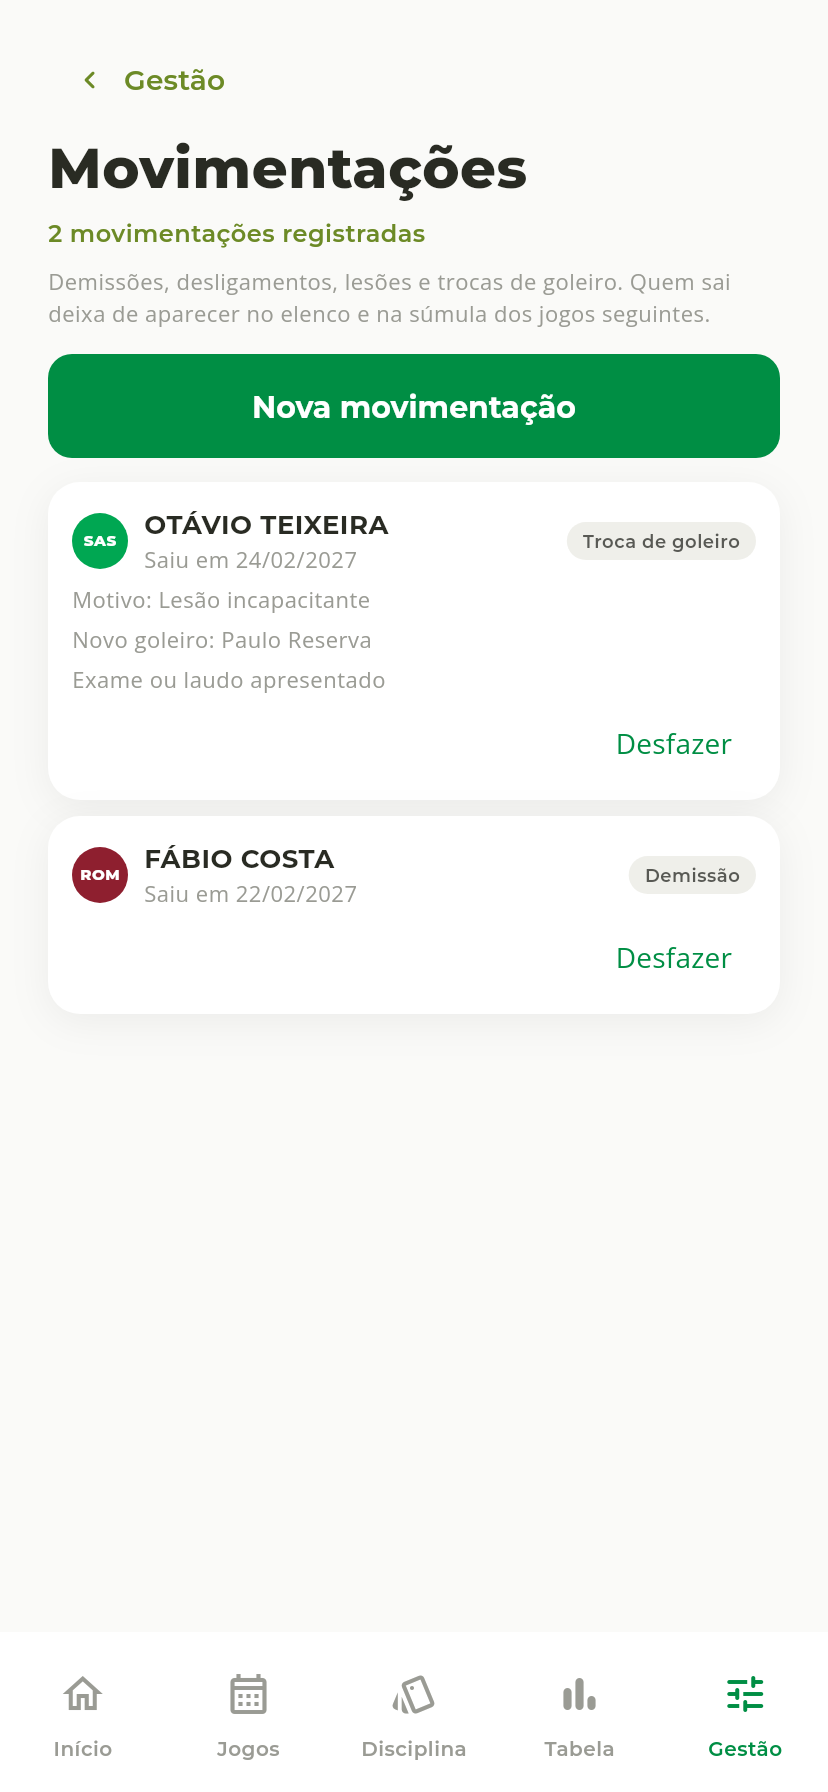 Gestão
Movimentações
2 movimentações registradas
Demissões, desligamentos, lesões e trocas de goleiro. Quem sai
deixa de aparecer no elenco e na súmula dos jogos seguintes.
Nova movimentação
SAS
OTÁVIO TEIXEIRA
Saiu em 24/02/2027
Troca de goleiro
Motivo: Lesão incapacitante
Novo goleiro: Paulo Reserva
Exame ou laudo apresentado
Desfazer
ROM
FÁBIO COSTA
Saiu em 22/02/2027
Demissão
Desfazer
Início
Jogos
Disciplina
Tabela
Gestão